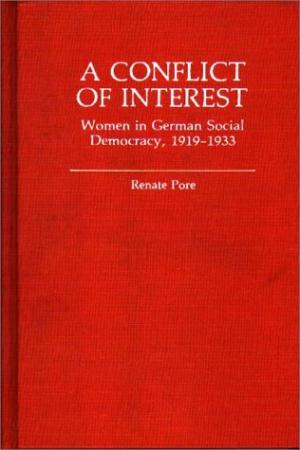 A CONFLICT
OF INTEREST
Women in German Social
Democracy, 1919–1933
Renate Pore